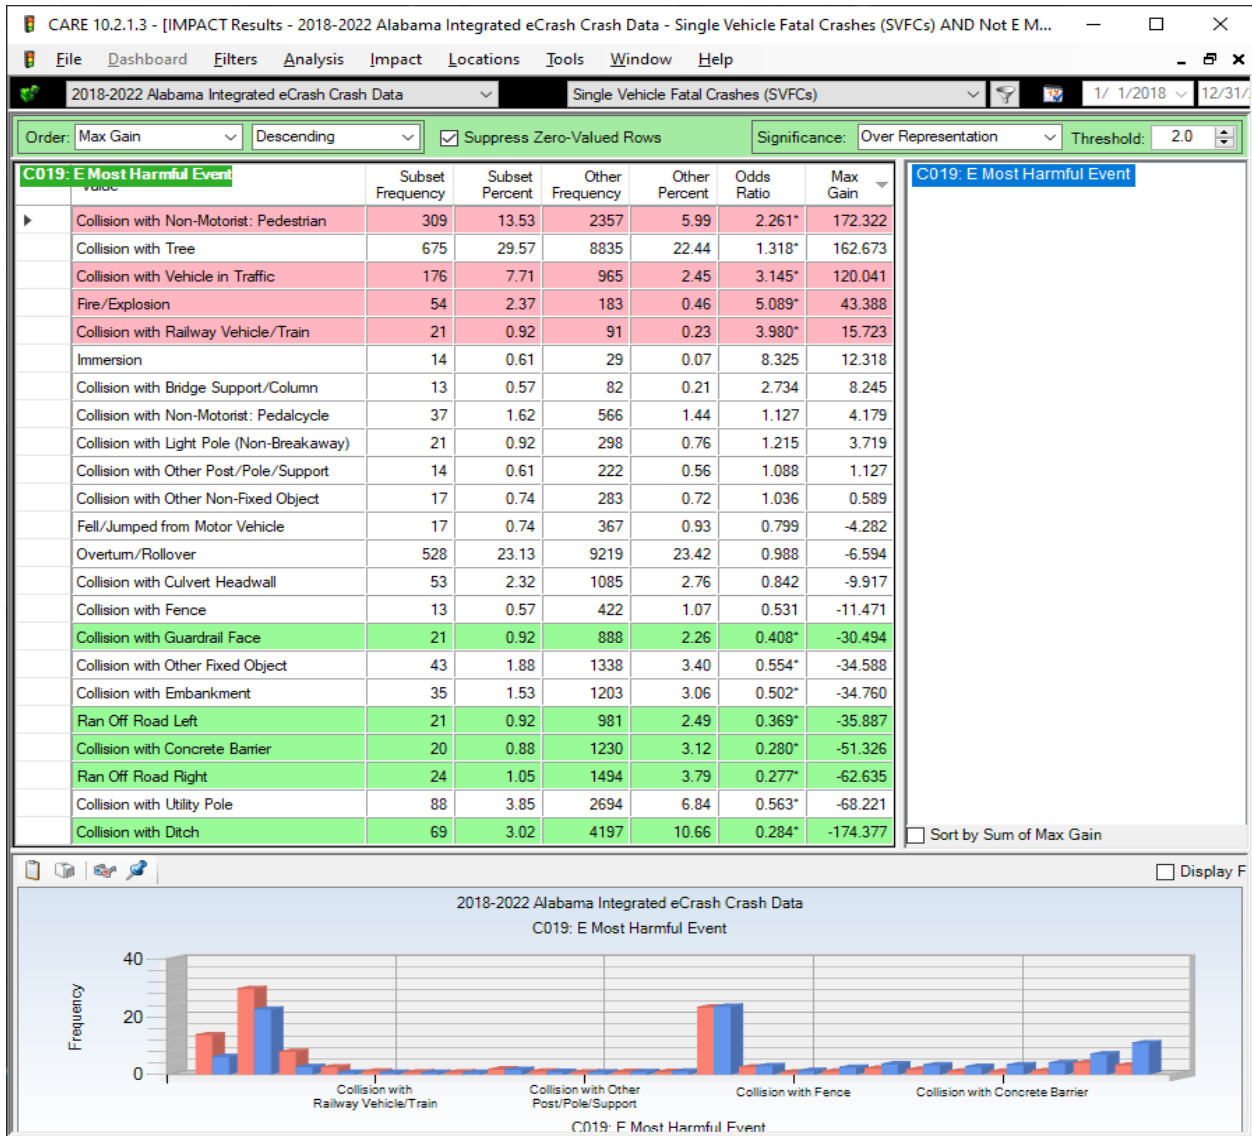 CARE 10.2.1.3 - [IMPACT Results - 2018-2022 Alabama Integrated eCrash Crash Data - Single Vehicle Fatal Crashes (SVFCs) AND Not E M...
File Dashboard Filters Analysis Impact Locations Tools Window Help
2018-2022 Alabama Integrated eCrash Crash Data Single Vehicle Fatal Crashes (SVFCs) 1/ 1/2018 12/31/
Order: Max Gain Descending Suppress Zero-Valued Rows Significance: Over Representation Threshold: 2.0
C019: E Most Harmful Event Subset Frequency Subset Percent Other Frequency Other Percent Odds Ratio Max Gain C019: E Most Harmful Event
Collision with Non-Motorist: Pedestrian 309 13.53 2357 5.99 2.261* 172.322
Collision with Tree 675 29.57 8835 22.44 1.318* 162.673
Collision with Vehicle in Traffic 176 7.71 965 2.45 3.145* 120.041
Fire/Explosion 54 2.37 183 0.46 5.089* 43.388
Collision with Railway Vehicle/Train 21 0.92 91 0.23 3.980* 15.723
Immersion 14 0.61 29 0.07 8.325 12.318
Collision with Bridge Support/Column 13 0.57 82 0.21 2.734 8.245
Collision with Non-Motorist: Pedalcycle 37 1.62 566 1.44 1.127 4.179
Collision with Light Pole (Non-Breakaway) 21 0.92 298 0.76 1.215 3.719
Collision with Other Post/Pole/Support 14 0.61 222 0.56 1.088 1.127
Collision with Other Non-Fixed Object 17 0.74 283 0.72 1.036 0.589
Fell/Jumped from Motor Vehicle 17 0.74 367 0.93 0.799 -4.282
Overturn/Rollover 528 23.13 9219 23.42 0.988 -6.594
Collision with Culvert Headwall 53 2.32 1085 2.76 0.842 -9.917
Collision with Fence 13 0.57 422 1.07 0.531 -11.471
Collision with Guardrail Face 21 0.92 888 2.26 0.408* -30.494
Collision with Other Fixed Object 43 1.88 1338 3.40 0.554* -34.588
Collision with Embankment 35 1.53 1203 3.06 0.502* -34.760
Ran Off Road Left 21 0.92 981 2.49 0.369* -35.887
Collision with Concrete Barrier 20 0.88 1230 3.12 0.280* -51.326
Ran Off Road Right 24 1.05 1494 3.79 0.277* -62.635
Collision with Utility Pole 88 3.85 2694 6.84 0.563* -68.221
Collision with Ditch 69 3.02 4197 10.66 0.284* -174.377
Sort by Sum of Max Gain
Display F
2018-2022 Alabama Integrated eCrash Crash Data
C019: E Most Harmful Event
Frequency
40
20
0
Collision with Railway Vehicle/Train
Collision with Other Post/Pole/Support
Collision with Fence
Collision with Concrete Barrier
C019: E Most Harmful Event